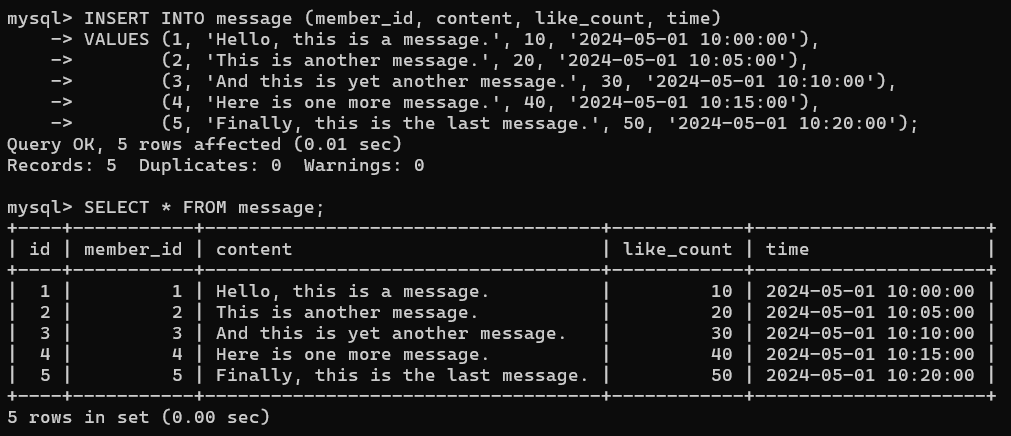 mysql> INSERT INTO message (member_id, content, like_count, time)
    -> VALUES (1, 'Hello, this is a message.', 10, '2024-05-01 10:00:00'),
    ->        (2, 'This is another message.', 20, '2024-05-01 10:05:00'),
    ->        (3, 'And this is yet another message.', 30, '2024-05-01 10:10:00'),
    ->        (4, 'Here is one more message.', 40, '2024-05-01 10:15:00'),
    ->        (5, 'Finally, this is the last message.', 50, '2024-05-01 10:20:00');
Query OK, 5 rows affected (0.01 sec)
Records: 5  Duplicates: 0  Warnings: 0

mysql> SELECT * FROM message;
+----+-----------+------------------------------------+------------+---------------------+
| id | member_id | content                            | like_count | time                |
+----+-----------+------------------------------------+------------+---------------------+
|  1 |         1 | Hello, this is a message.          |         10 | 2024-05-01 10:00:00 |
|  2 |         2 | This is another message.           |         20 | 2024-05-01 10:05:00 |
|  3 |         3 | And this is yet another message.   |         30 | 2024-05-01 10:10:00 |
|  4 |         4 | Here is one more message.          |         40 | 2024-05-01 10:15:00 |
|  5 |         5 | Finally, this is the last message. |         50 | 2024-05-01 10:20:00 |
+----+-----------+------------------------------------+------------+---------------------+
5 rows in set (0.00 sec)